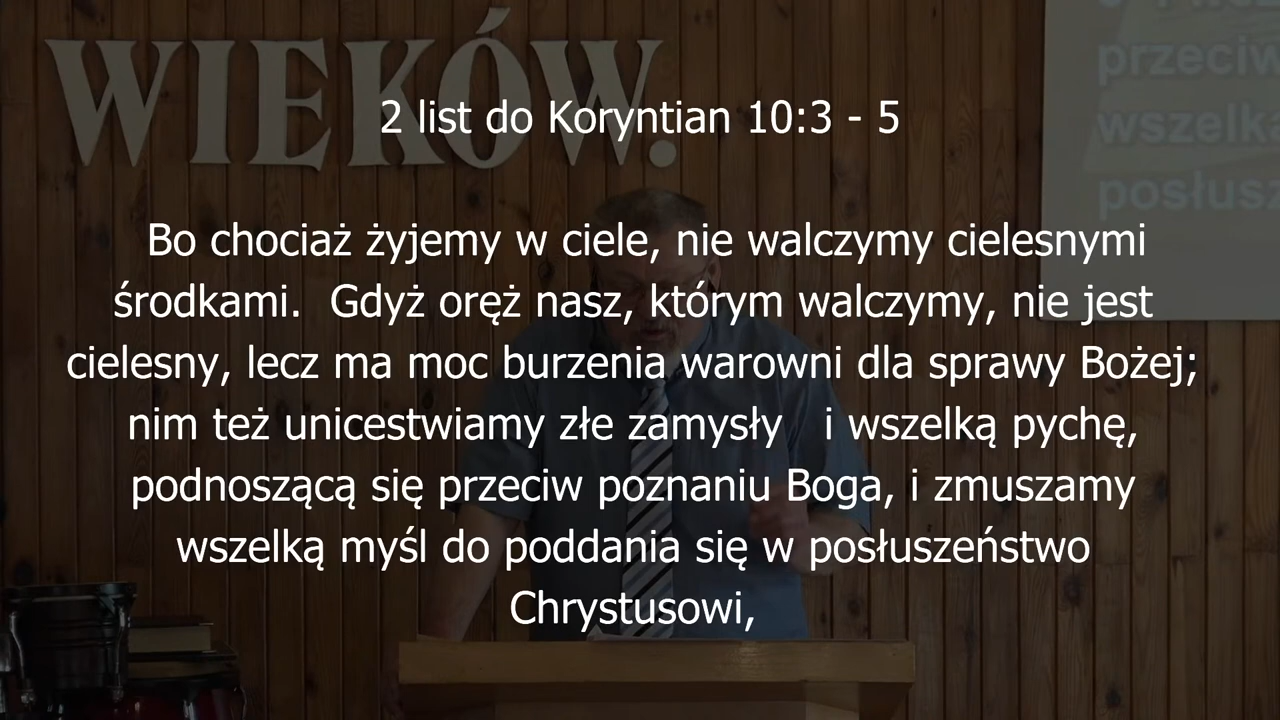 WIEKÓW.
przeciw
wszelk
posłusz
2 list do Koryntian 10:3 - 5
Bo chociaż żyjemy w ciele, nie walczymy cielesnymi
środkami. Gdyż oręż nasz, którym walczymy, nie jest
cielesny, lecz ma moc burzenia warowni dla sprawy Bożej;
nim też unicestwiamy złe zamysły i wszelką pychę,
podnoszącą się przeciw poznaniu Boga, i zmuszamy
wszelką myśl do poddania się w posłuszeństwo
Chrystusowi,